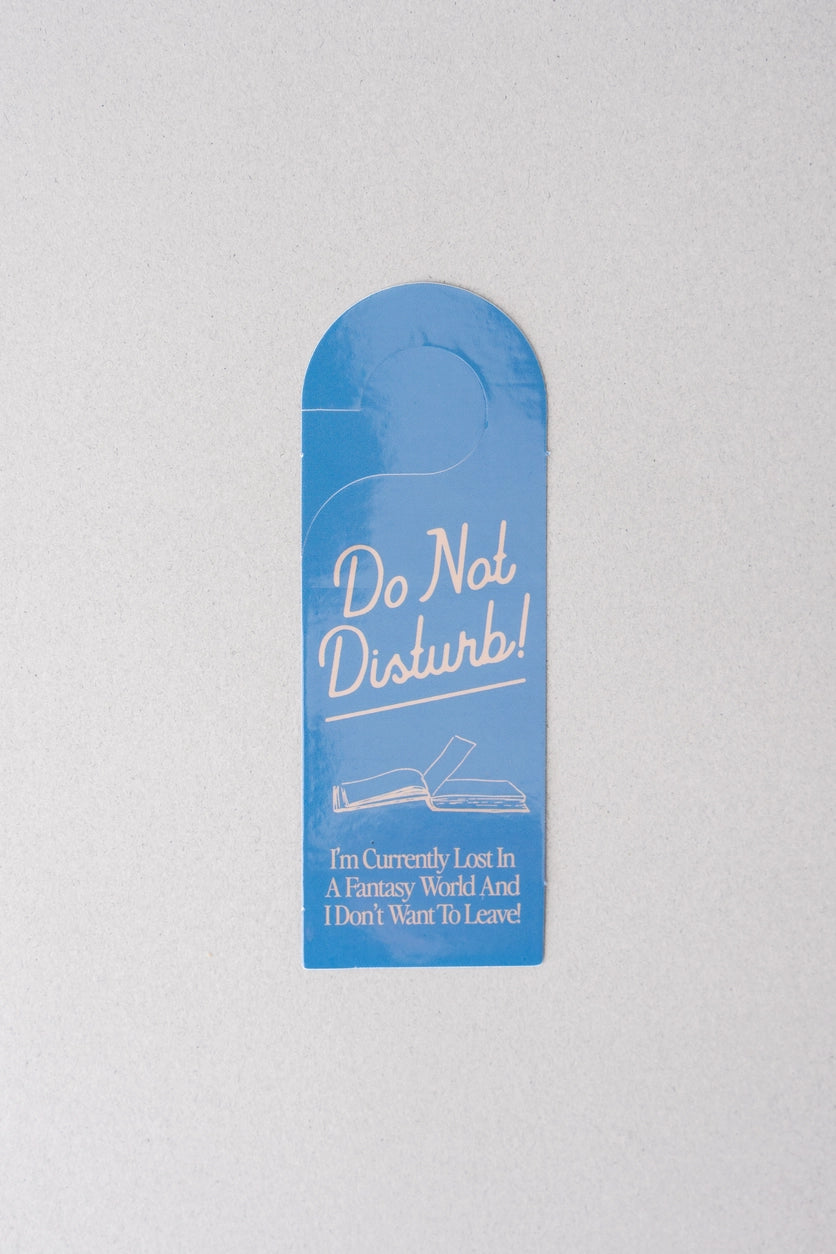 Do Not
Disturb!
I'm Currently Lost In
A Fantasy World And
I Don't Want To Leave!